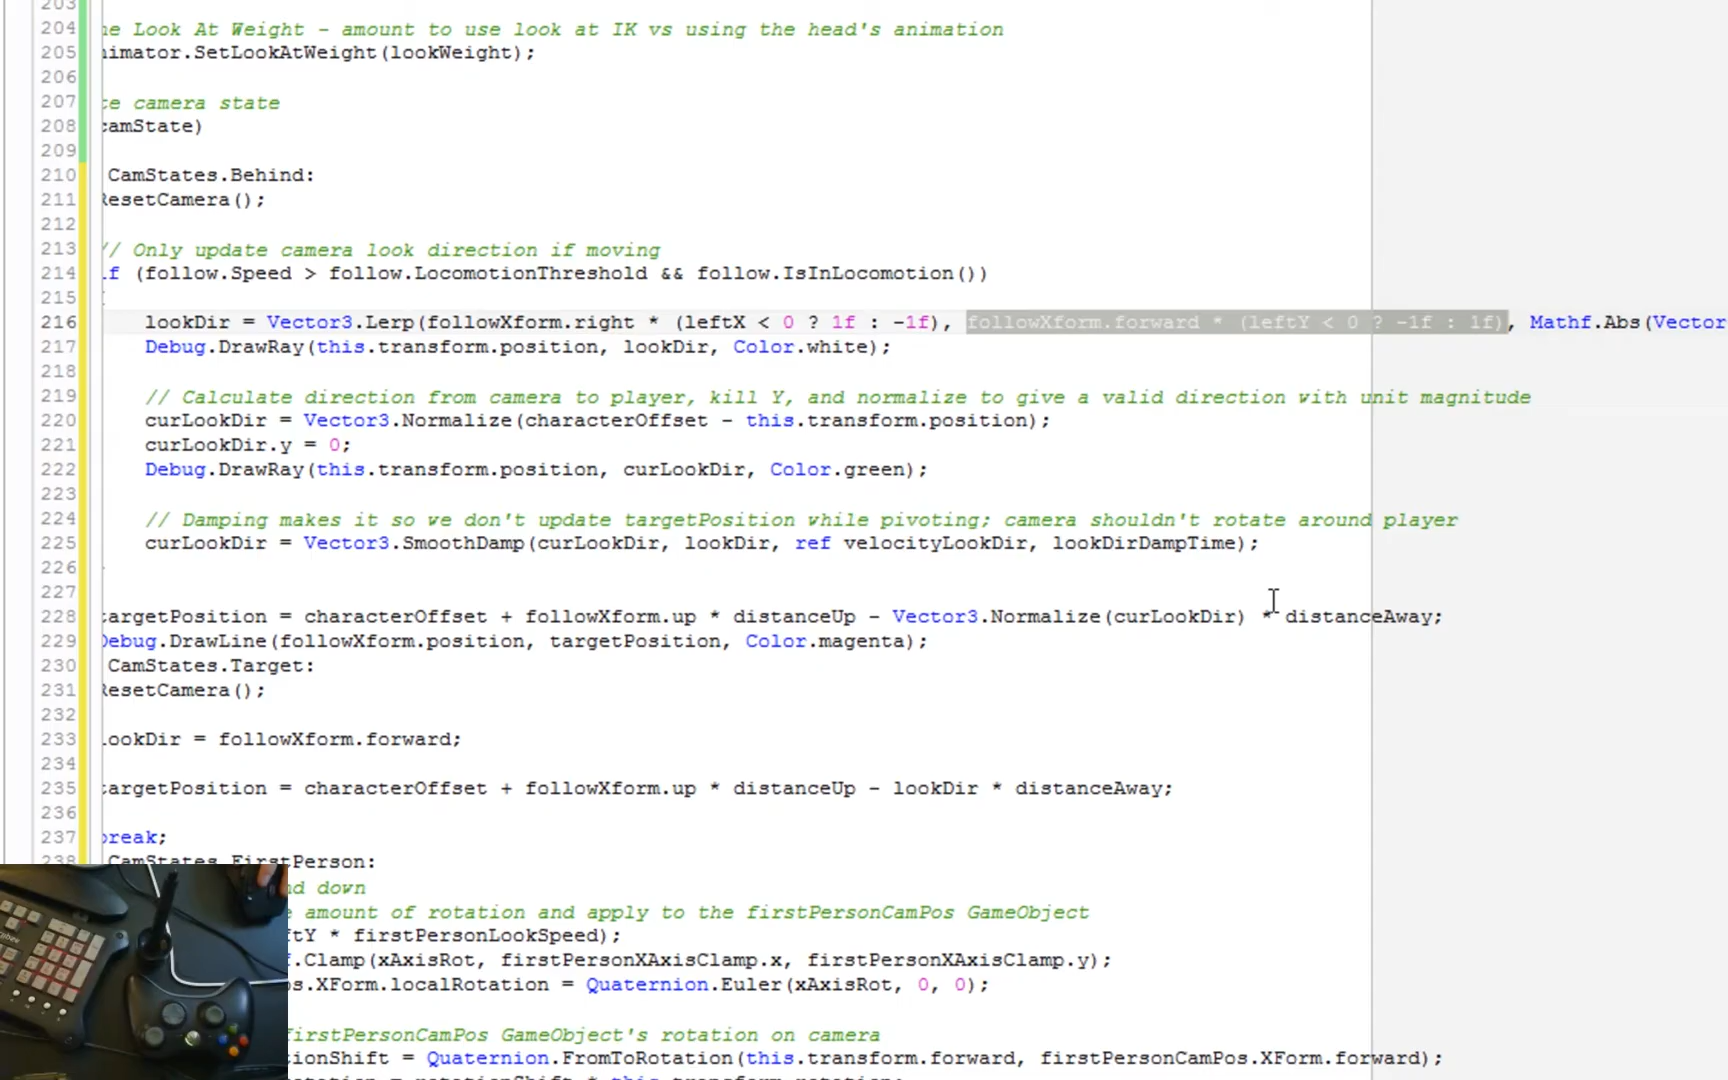 203
204 he Look At Weight - amount to use look at IK vs using the head's animation
205 nimator.SetLookAtWeight(lookWeight);
206
207 te camera state
208 camState)
209
210 CamStates.Behind:
211 ResetCamera();
212
213 // Only update camera look direction if moving
214 if (follow.Speed > follow.LocomotionThreshold && follow.IsInLocomotion())
215
216 lookDir = Vector3.Lerp(followXform.right * (leftX < 0 ? 1f : -1f), followXform.forward * (leftY < 0 ? -1f : 1f), Mathf.Abs(Vector
217 Debug.DrawRay(this.transform.position, lookDir, Color.white);
218
219 // Calculate direction from camera to player, kill Y, and normalize to give a valid direction with unit magnitude
220 curLookDir = Vector3.Normalize(characterOffset - this.transform.position);
221 curLookDir.y = 0;
222 Debug.DrawRay(this.transform.position, curLookDir, Color.green);
223
224 // Damping makes it so we don't update targetPosition while pivoting; camera shouldn't rotate around player
225 curLookDir = Vector3.SmoothDamp(curLookDir, lookDir, ref velocityLookDir, lookDirDampTime);
226
227
228 targetPosition = characterOffset + followXform.up * distanceUp - Vector3.Normalize(curLookDir) * distanceAway;
229 Debug.DrawLine(followXform.position, targetPosition, Color.magenta);
230 CamStates.Target:
231 ResetCamera();
232
233 lookDir = followXform.forward;
234
235 targetPosition = characterOffset + followXform.up * distanceUp - lookDir * distanceAway;
236
237 break;
238 CamStates.FirstPerson:
nd down
e amount of rotation and apply to the firstPersonCamPos GameObject
ftY * firstPersonLookSpeed);
f.Clamp(xAxisRot, firstPersonXAxisClamp.x, firstPersonXAxisClamp.y);
s.XForm.localRotation = Quaternion.Euler(xAxisRot, 0, 0);
firstPersonCamPos GameObject's rotation on camera
tionShift = Quaternion.FromToRotation(this.transform.forward, firstPersonCamPos.XForm.forward);